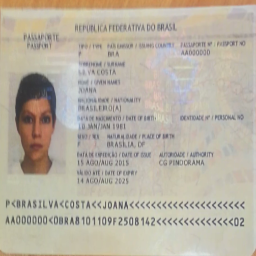 REPÚBLICA FEDERATIVA DO BRASIL
PASSAPORTE
PASSPORT
TIPO / TYPE PAÍS EMISSOR / ISSUING COUNTRY PASSAPORTE Nº / PASSPORT NO
P BRA AA000000
SOBRENOME / SURNAME
SILVA COSTA
NOME / GIVEN NAMES
JOANA
NACIONALIDADE / NATIONALITY
BRASILEIRO(A)
DATA DE NASCIMENTO / DATE OF BIRTH IDENTIDADE Nº / PERSONAL NO
10 JAN/JAN 1981
SEXO / SEX NATURALIDADE / PLACE OF BIRTH
F BRASÍLIA, DF
DATA DE EXPEDIÇÃO / DATE OF ISSUE AUTORIDADE / AUTHORITY
15 AGO/AUG 2015 CG PINDORAMA
VÁLIDO ATÉ / DATE OF EXPIRY
14 AGO/AUG 2025
P<BRASILVA<COSTA<<JOANA<<<<<<<<<<<<<<<<<<<<<
AA000000<0BRA8101109F2508142<<<<<<<<<<<<<<02